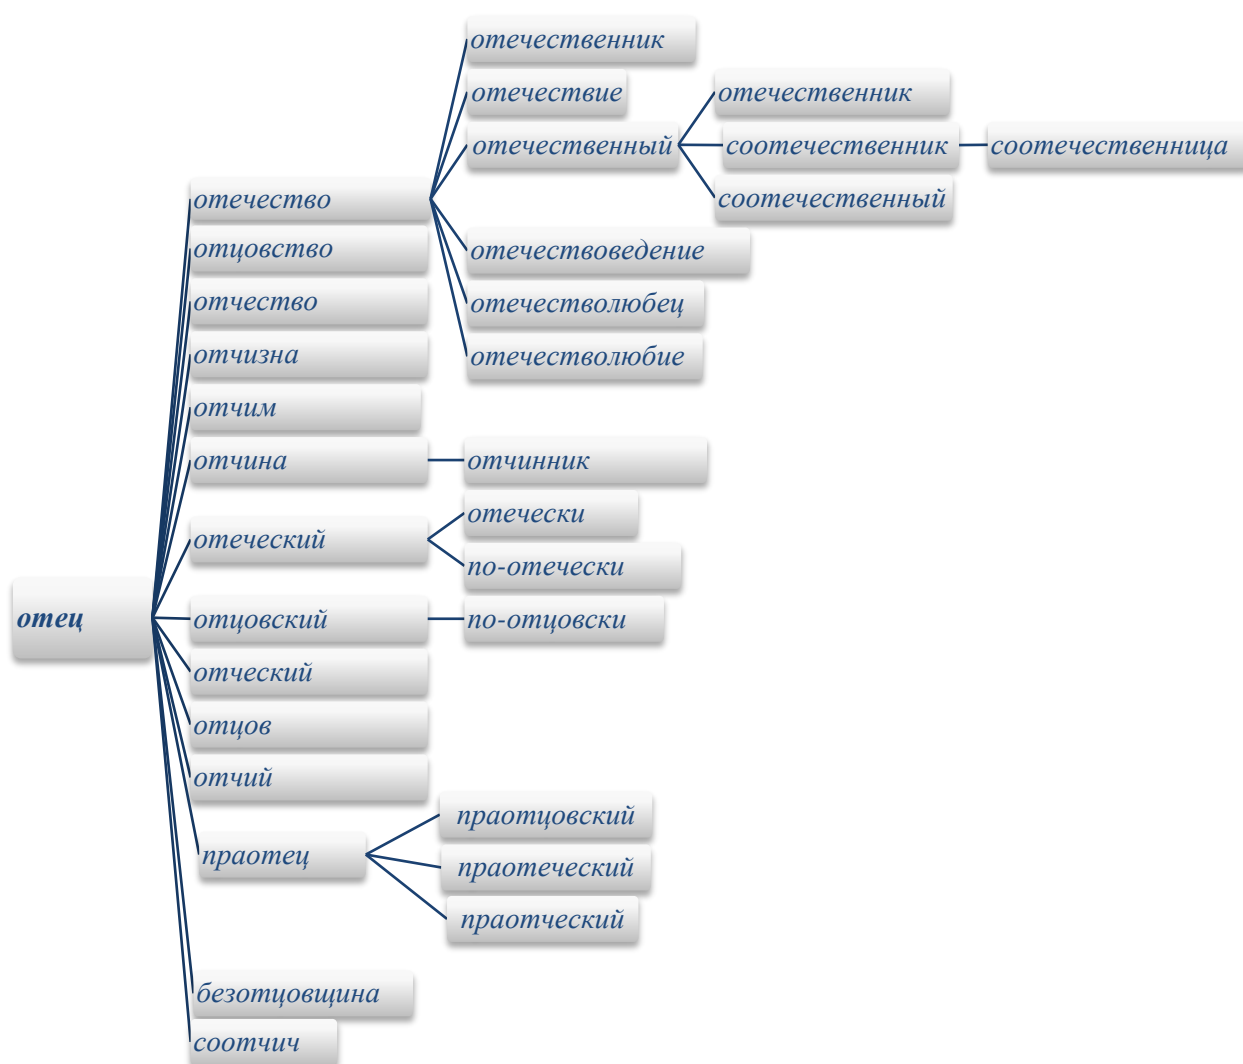 отечественник
отечествие
отечественник
отечественный
соотечественник
соотечественница
отечество
соотечественный
отцовство
отечествоведение
отчество
отечестволюбец
отчизна
отечестволюбие
отчим
отчина
отчинник
отечески
отеческий
по-отечески
отец
отцовский
по-отцовски
отческий
отцов
отчий
праотцовский
праотец
праотеческий
праотческий
безотцовщина
соотчич